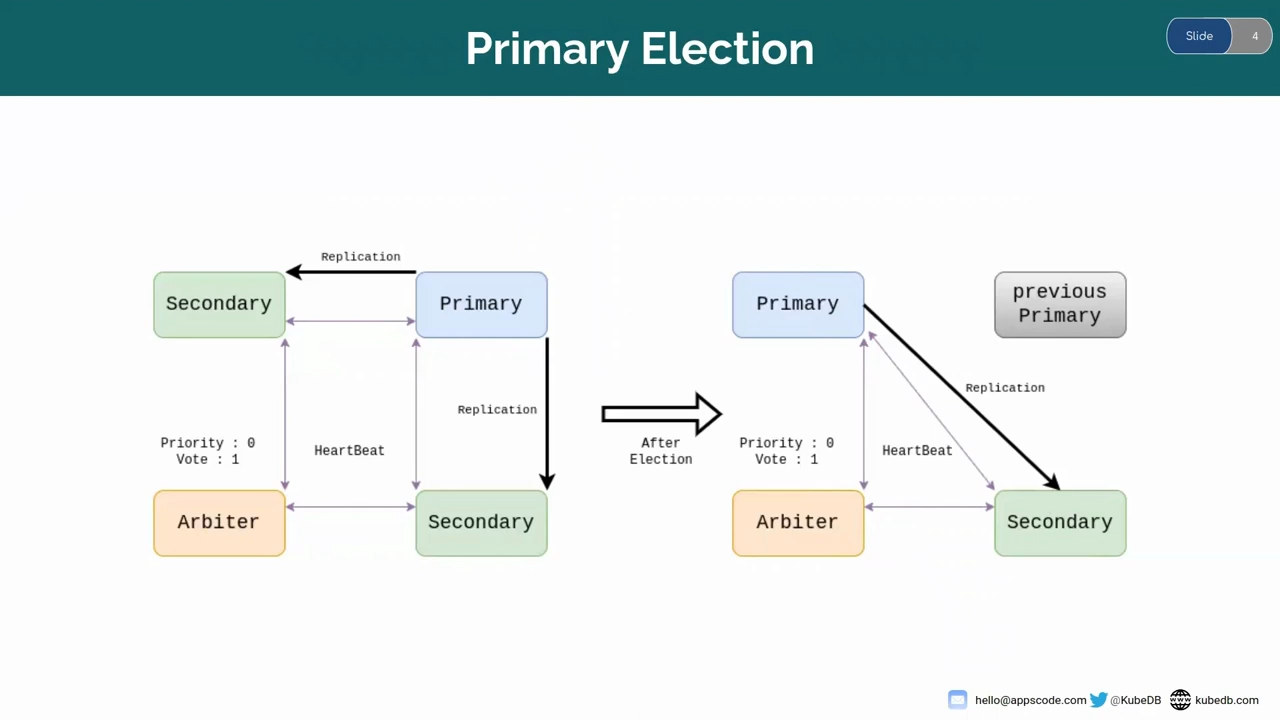 Primary Election
Slide 4
Replication
Secondary
Primary
Replication
Priority : 0
Vote : 1
HeartBeat
Arbiter
Secondary
After
Election
Primary
previous
Primary
Replication
Priority : 0
Vote : 1
HeartBeat
Arbiter
Secondary
hello@appscode.com @KubeDB kubedb.com